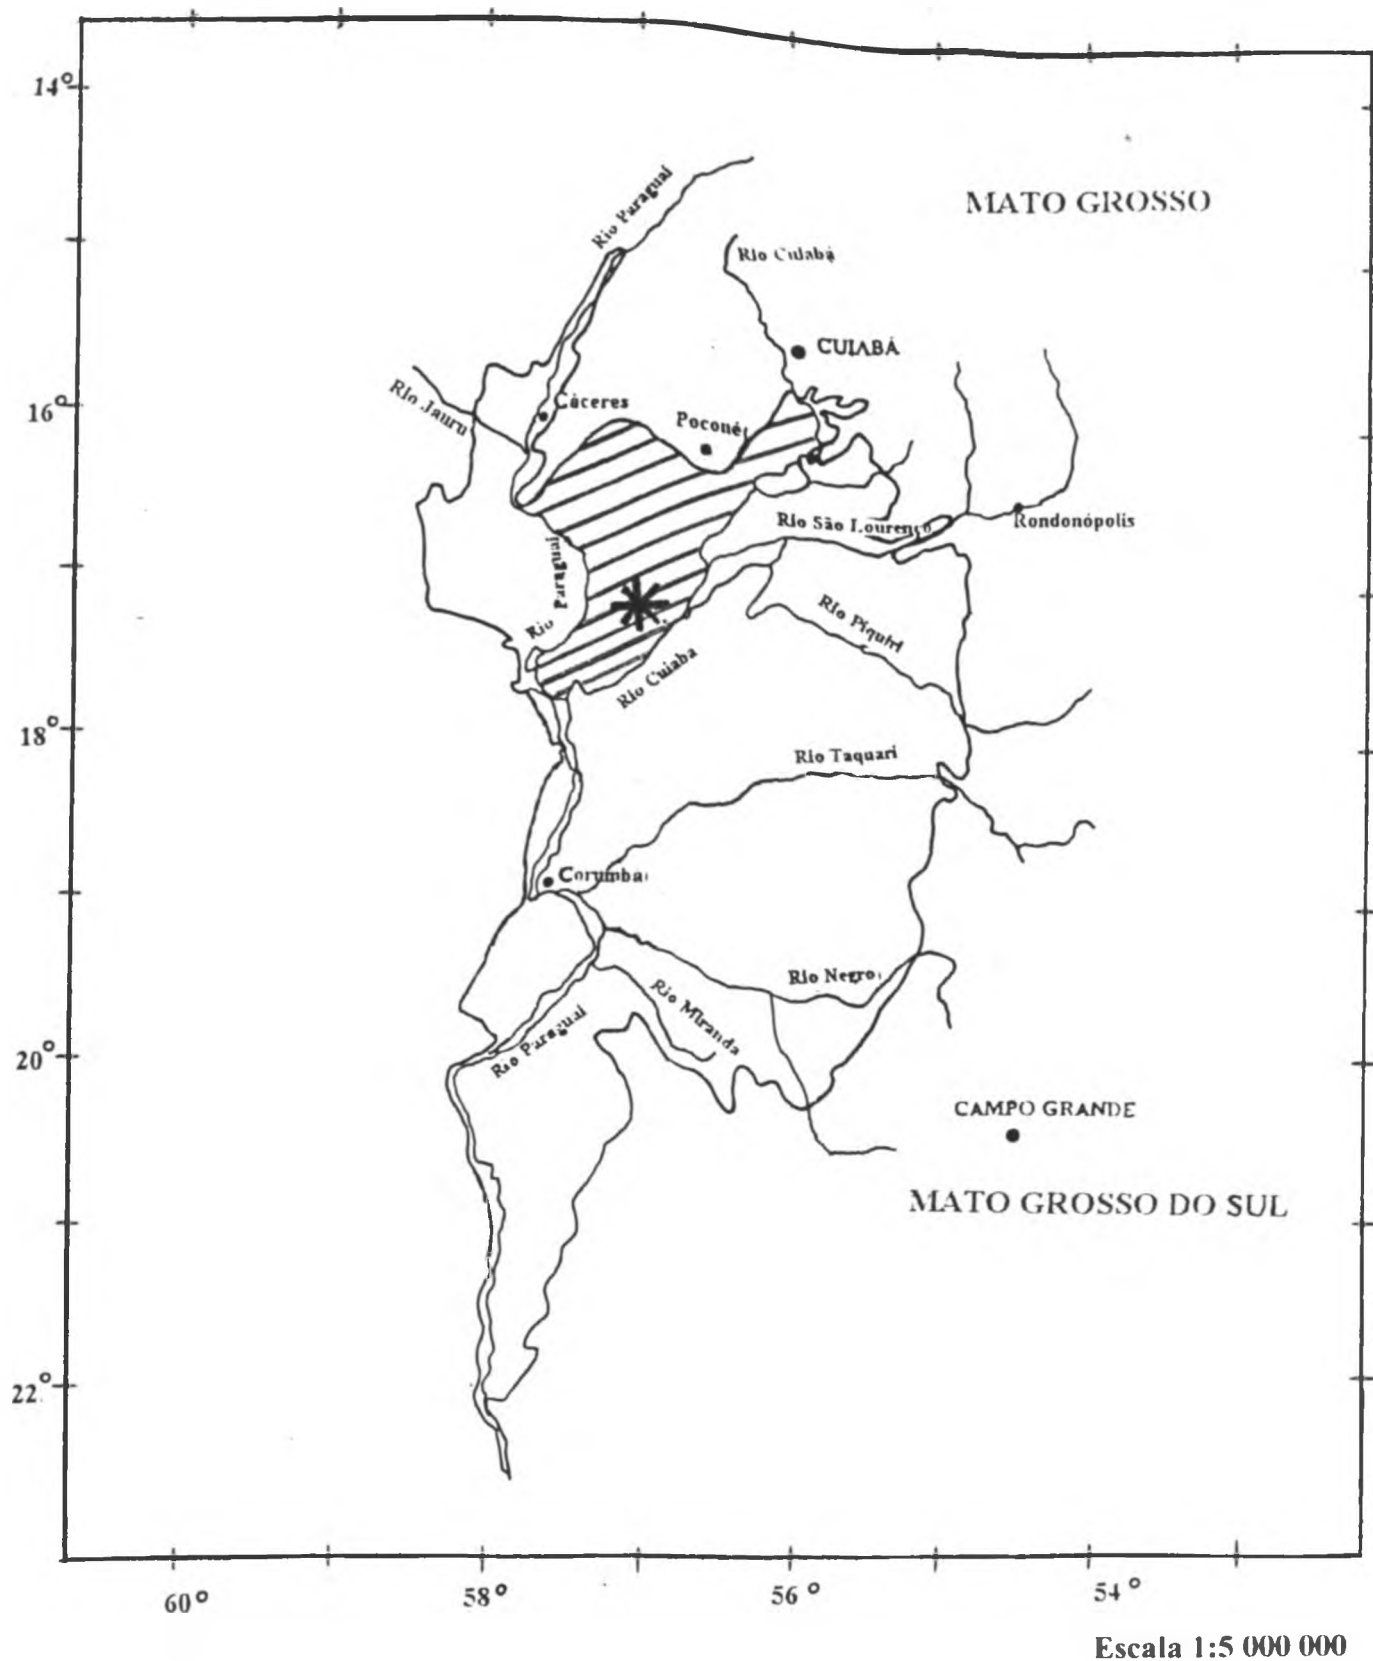 14°
Rio Paraguai
MATO GROSSO
Rio Cuiabá
CUIABÁ
16°
Rio Jauru
Cáceres
Poconé
Rio São Lourenço
Rondonópolis
Rio Paraguai
Rio Piquiri
Rio Cuiaba
18°
Rio Taquari
Corumba
Rio Negro
Rio Miranda
Rio Paraguai
20°
CAMPO GRANDE
MATO GROSSO DO SUL
22°
60° 58° 56° 54°
Escala 1:5 000 000